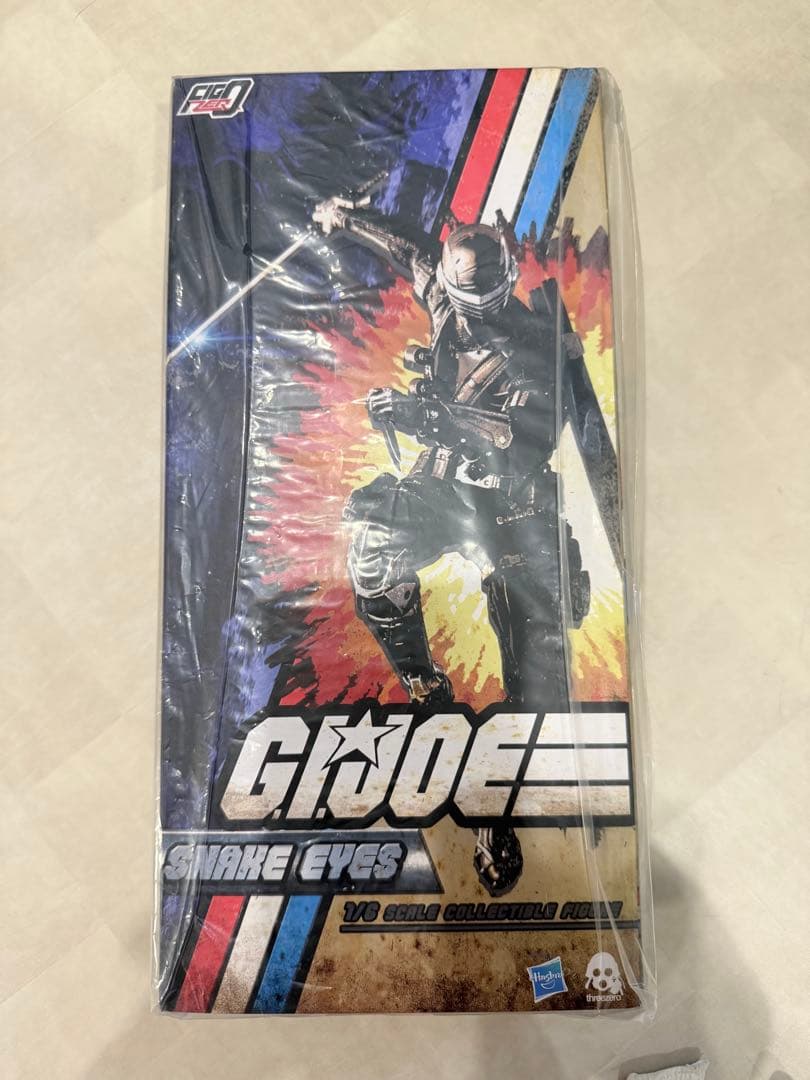 FIGZERO
G.I.JOE
SNAKE EYES
1/6 SCALE COLLECTIBLE FIGURE
Hasbro
threezero